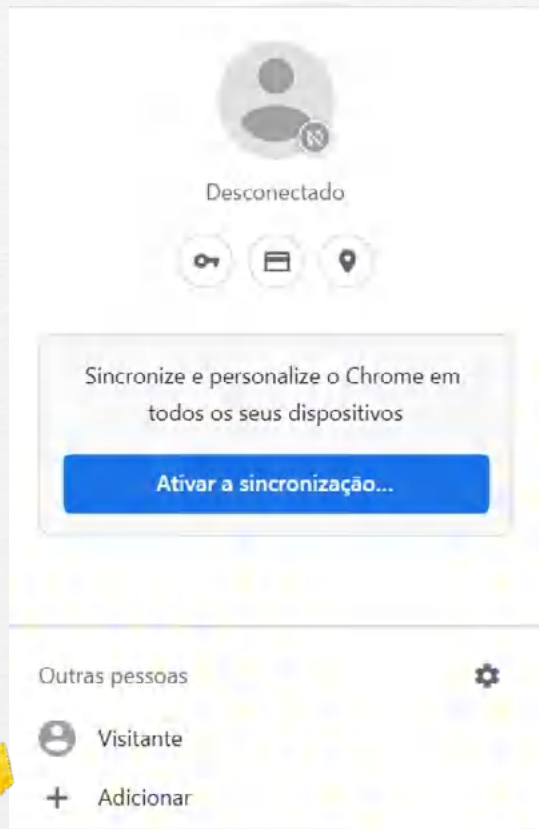 Desconectado
Sincronize e personalize o Chrome em
todos os seus dispositivos
Ativar a sincronização...
Outras pessoas
Visitante
Adicionar